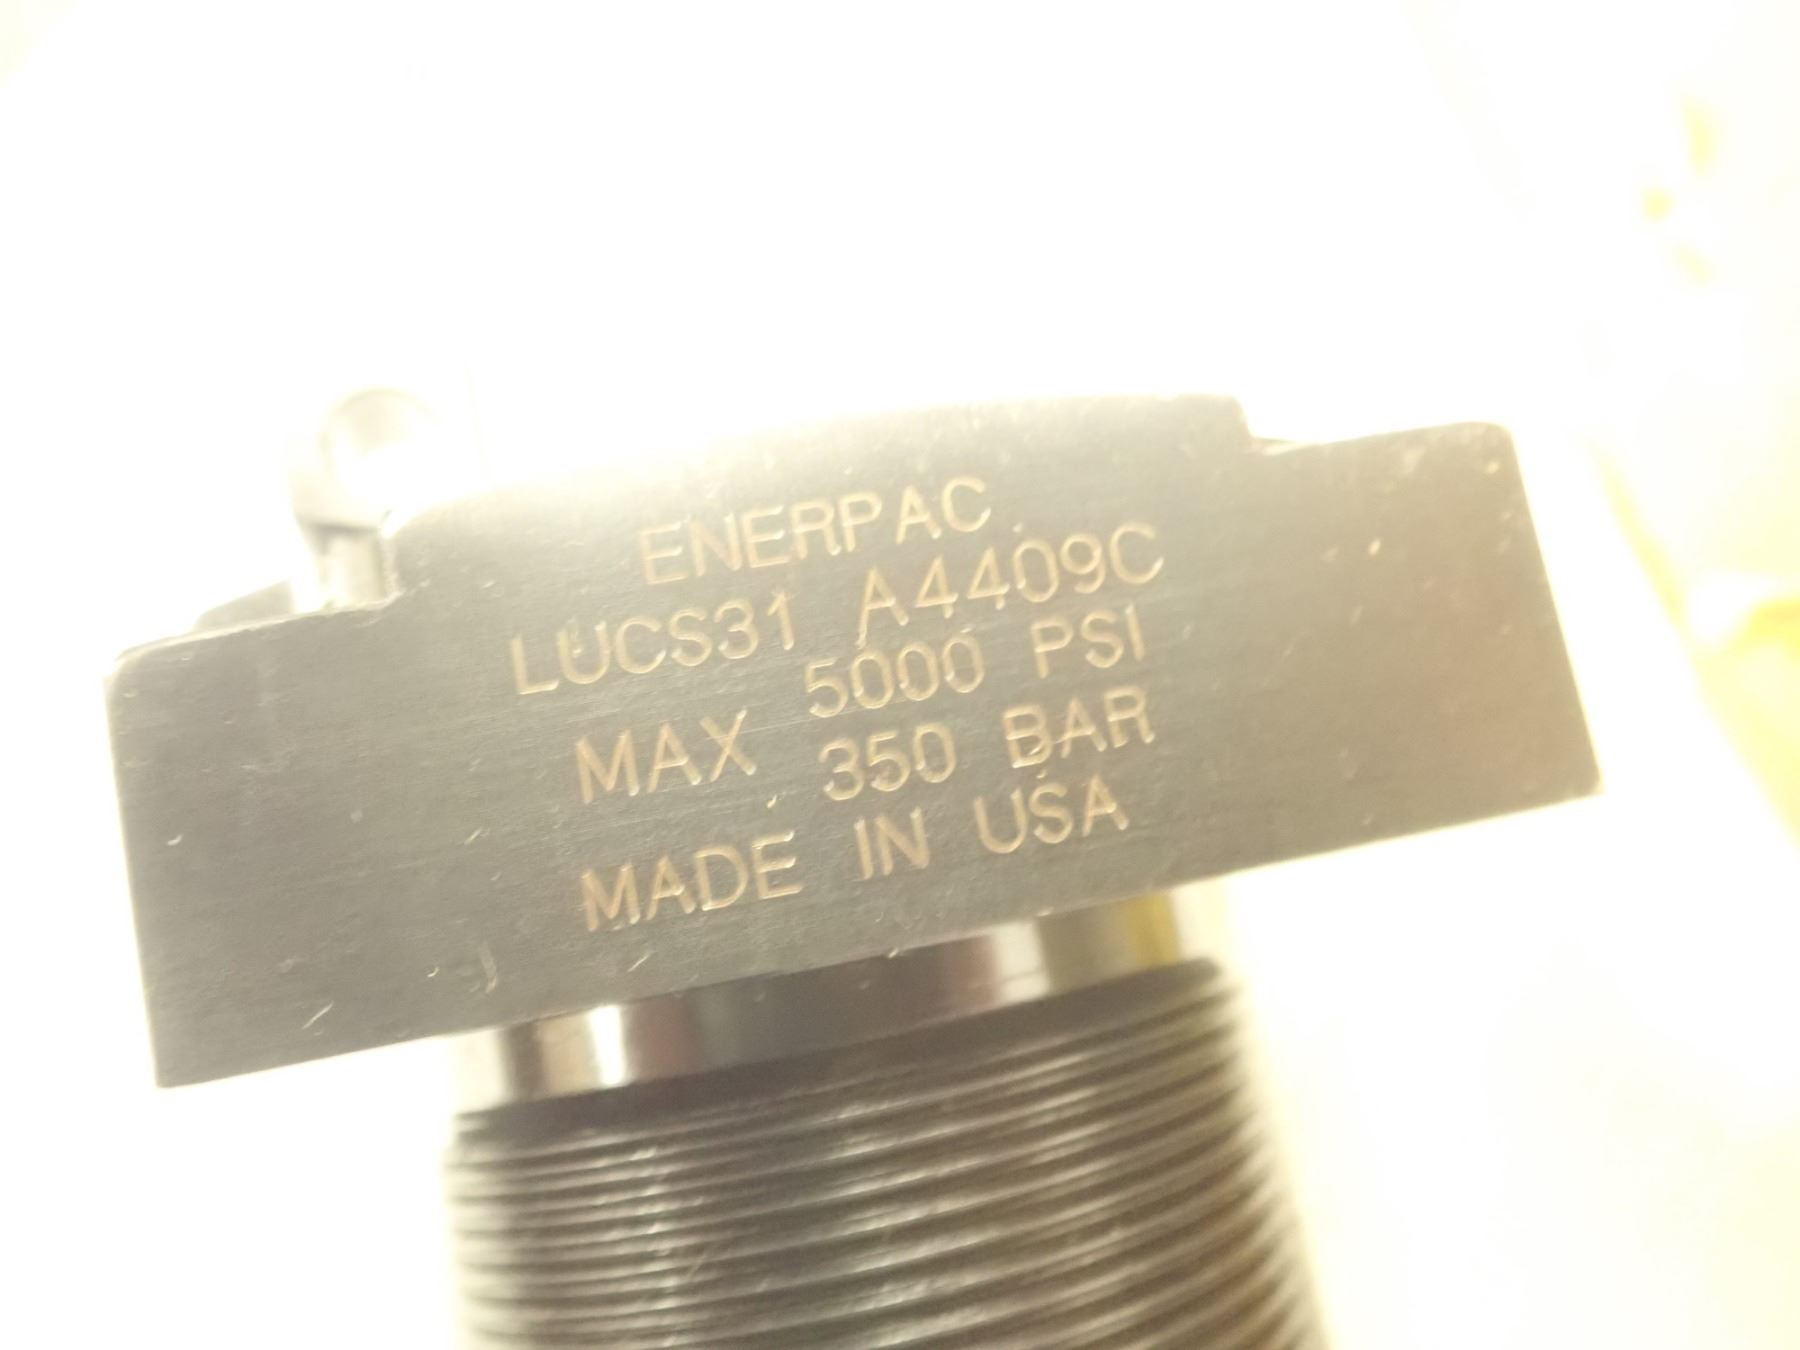 ENERPAC
LUCS31 A4409C
MAX 5000 PSI
350 BAR
MADE IN USA